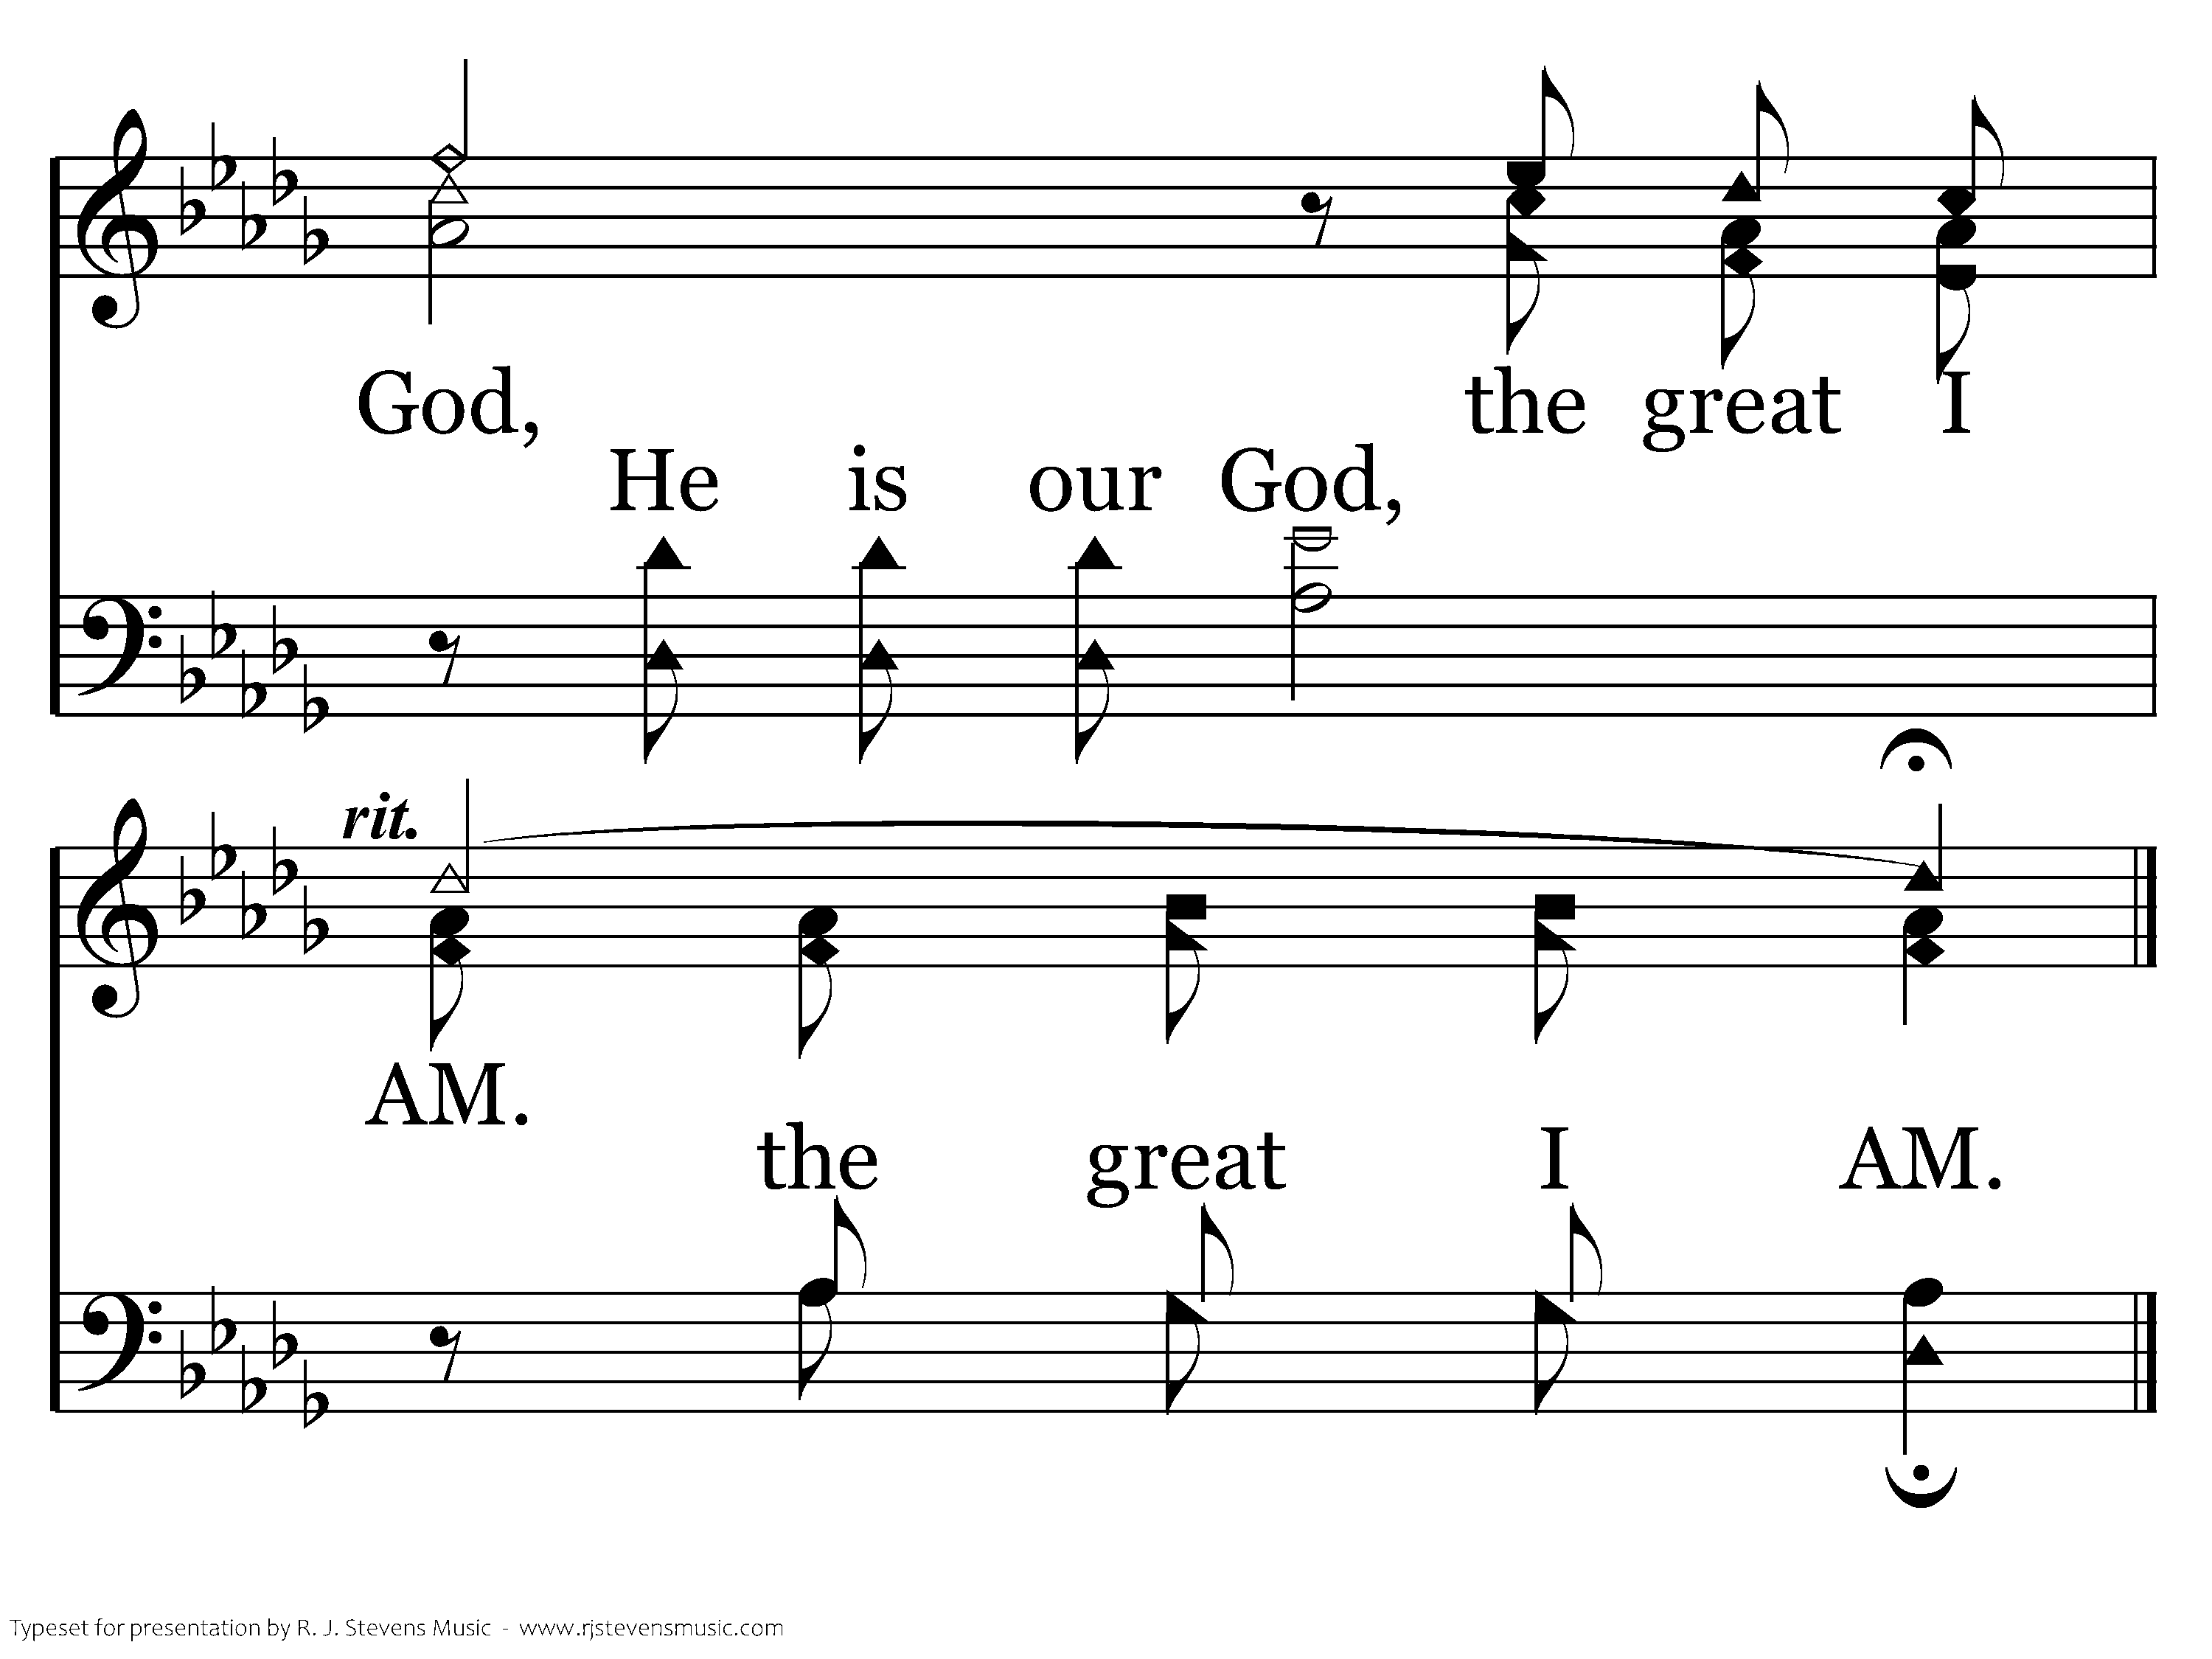 God, the great I
He is our God,
rit.
AM.
the great I AM.
Typeset for presentation by R. J. Stevens Music - www.rjstevensmusic.com